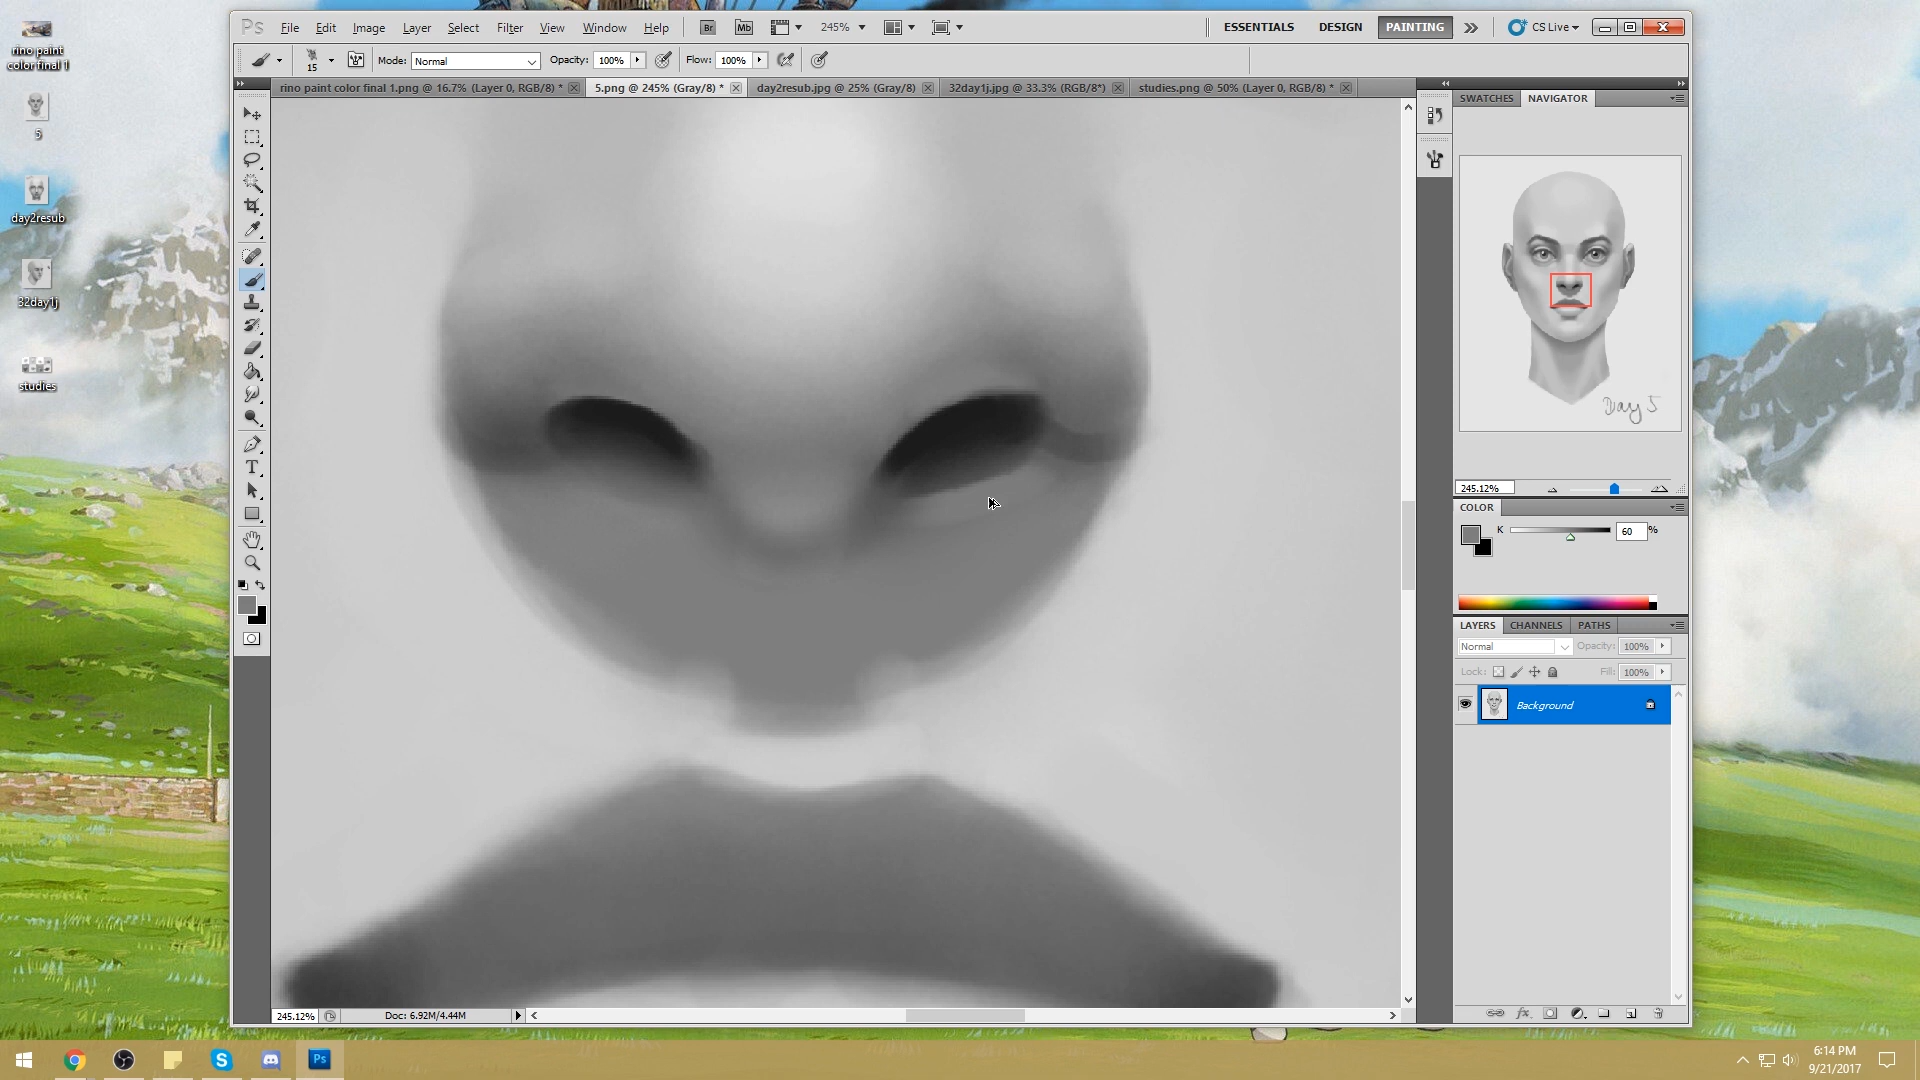 Ps File Edit Image Layer Select Filter View Window Help Br Mb 245% ESSENTIALS DESIGN PAINTING CS Live
15 Mode: Normal Opacity: 100% Flow: 100%
rino paint color final 1.png @ 16.7% (Layer 0, RGB/8) * 5.png @ 245% (Gray/8) * day2resub.jpg @ 25% (Gray/8) 32day1j.jpg @ 33.3% (RGB/8*) studies.png @ 50% (Layer 0, RGB/8) *
rino paint
color final 1
5
day2resub
32day1j
studies
SWATCHES NAVIGATOR
Day 5
245.12%
COLOR
K 60 %
LAYERS CHANNELS PATHS
Normal Opacity: 100%
Lock: Fill: 100%
Background
fx
T
245.12% Doc: 6.92M/4.44M
S Ps
6:14 PM
9/21/2017